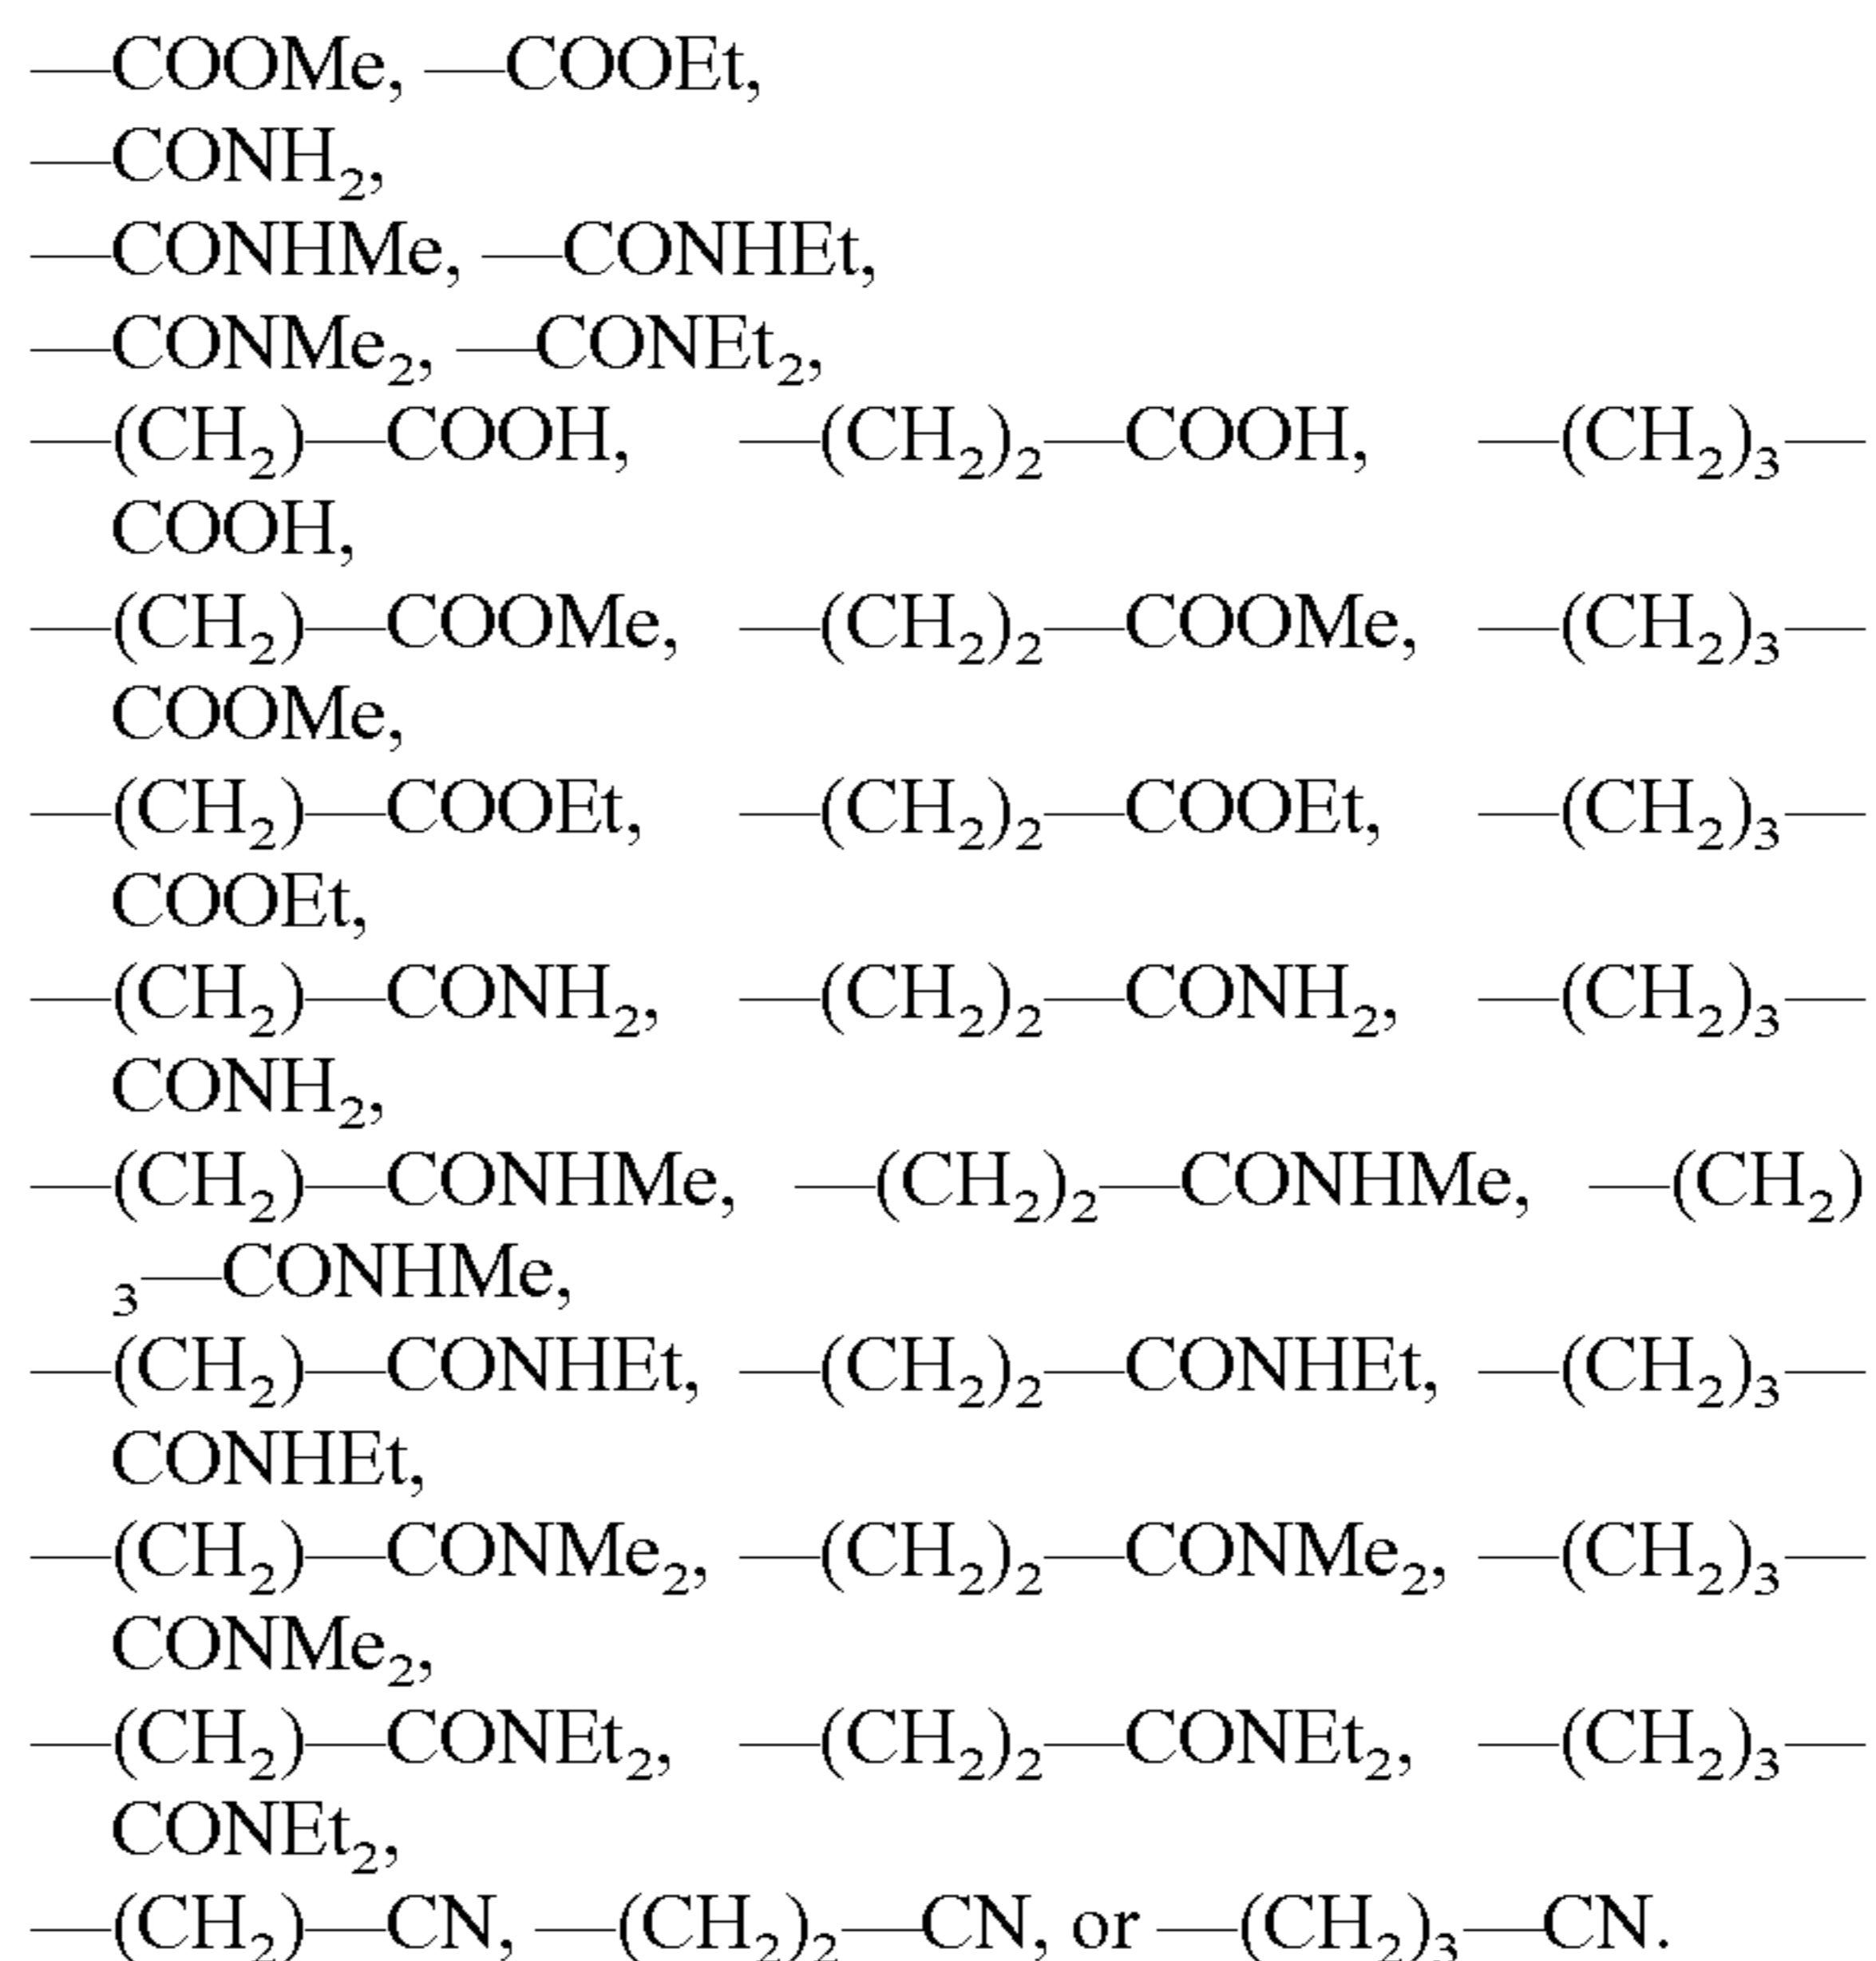 —COOMe, —COOEt,
—CONH₂,
—CONHMe, —CONHEt,
—CONMe₂, —CONEt₂,
—(CH₂)—COOH, —(CH₂)₂—COOH, —(CH₂)₃—
COOH,
—(CH₂)—COOMe, —(CH₂)₂—COOMe, —(CH₂)₃—
COOMe,
—(CH₂)—COOEt, —(CH₂)₂—COOEt, —(CH₂)₃—
COOEt,
—(CH₂)—CONH₂, —(CH₂)₂—CONH₂, —(CH₂)₃—
CONH₂,
—(CH₂)—CONHMe, —(CH₂)₂—CONHMe, —(CH₂)
₃—CONHMe,
—(CH₂)—CONHEt, —(CH₂)₂—CONHEt, —(CH₂)₃—
CONHEt,
—(CH₂)—CONMe₂, —(CH₂)₂—CONMe₂, —(CH₂)₃—
CONMe₂,
—(CH₂)—CONEt₂, —(CH₂)₂—CONEt₂, —(CH₂)₃—
CONEt₂,
—(CH₂)—CN, —(CH₂)₂—CN, or —(CH₂)₃—CN.